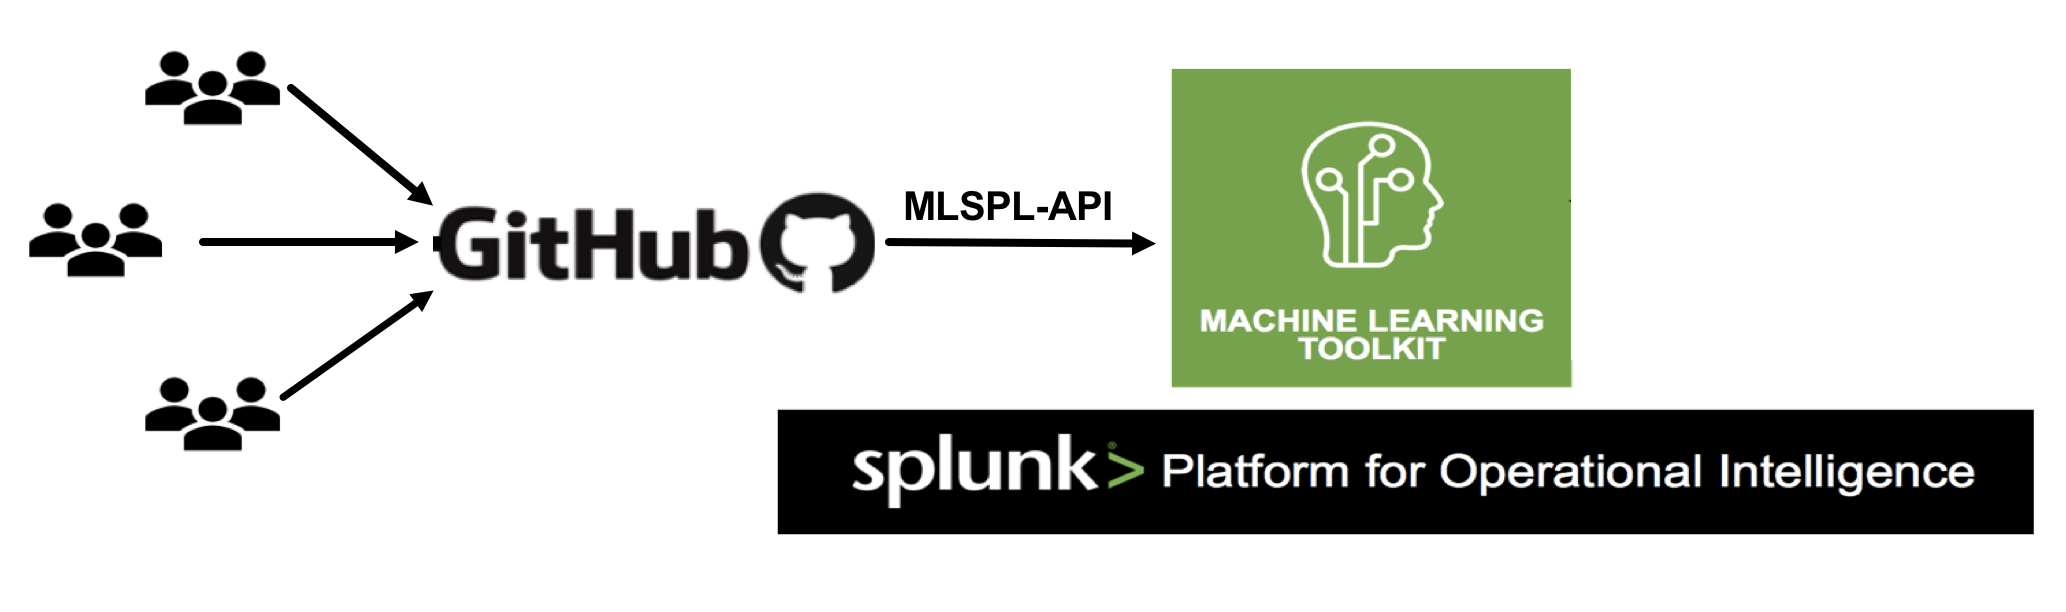 GitHub
MLSPL-API
MACHINE LEARNING
TOOLKIT
splunk®> Platform for Operational Intelligence